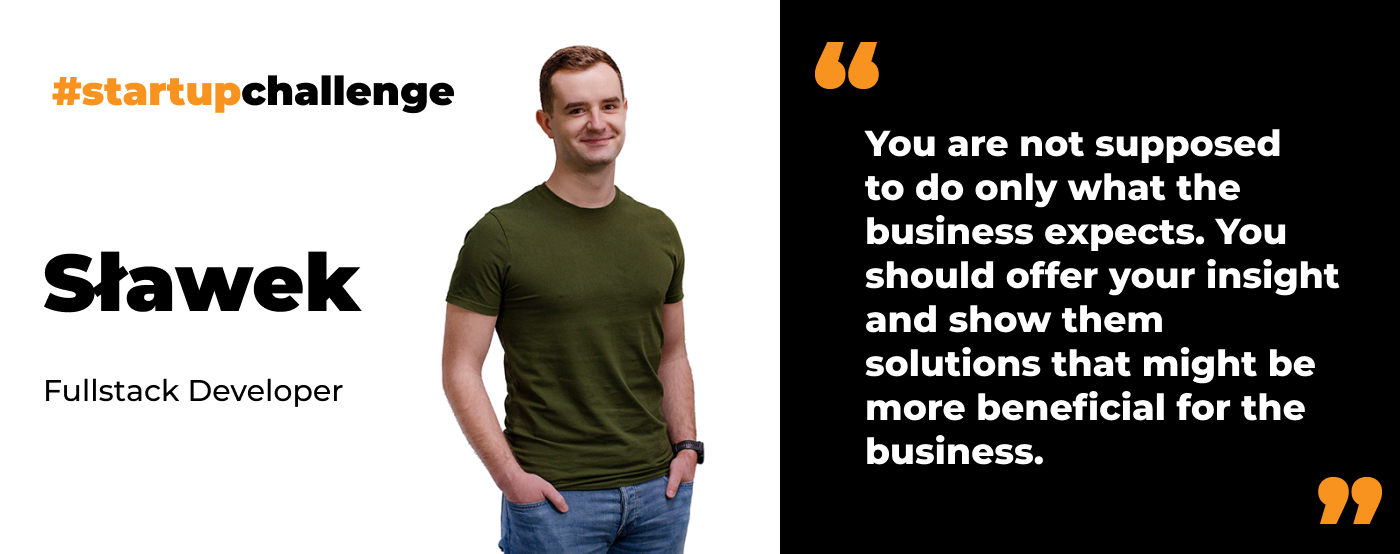 #startupchallenge
Sławek
Fullstack Developer
“
You are not supposed
to do only what the
business expects. You
should offer your insight
and show them
solutions that might be
more beneficial for the
business.
”